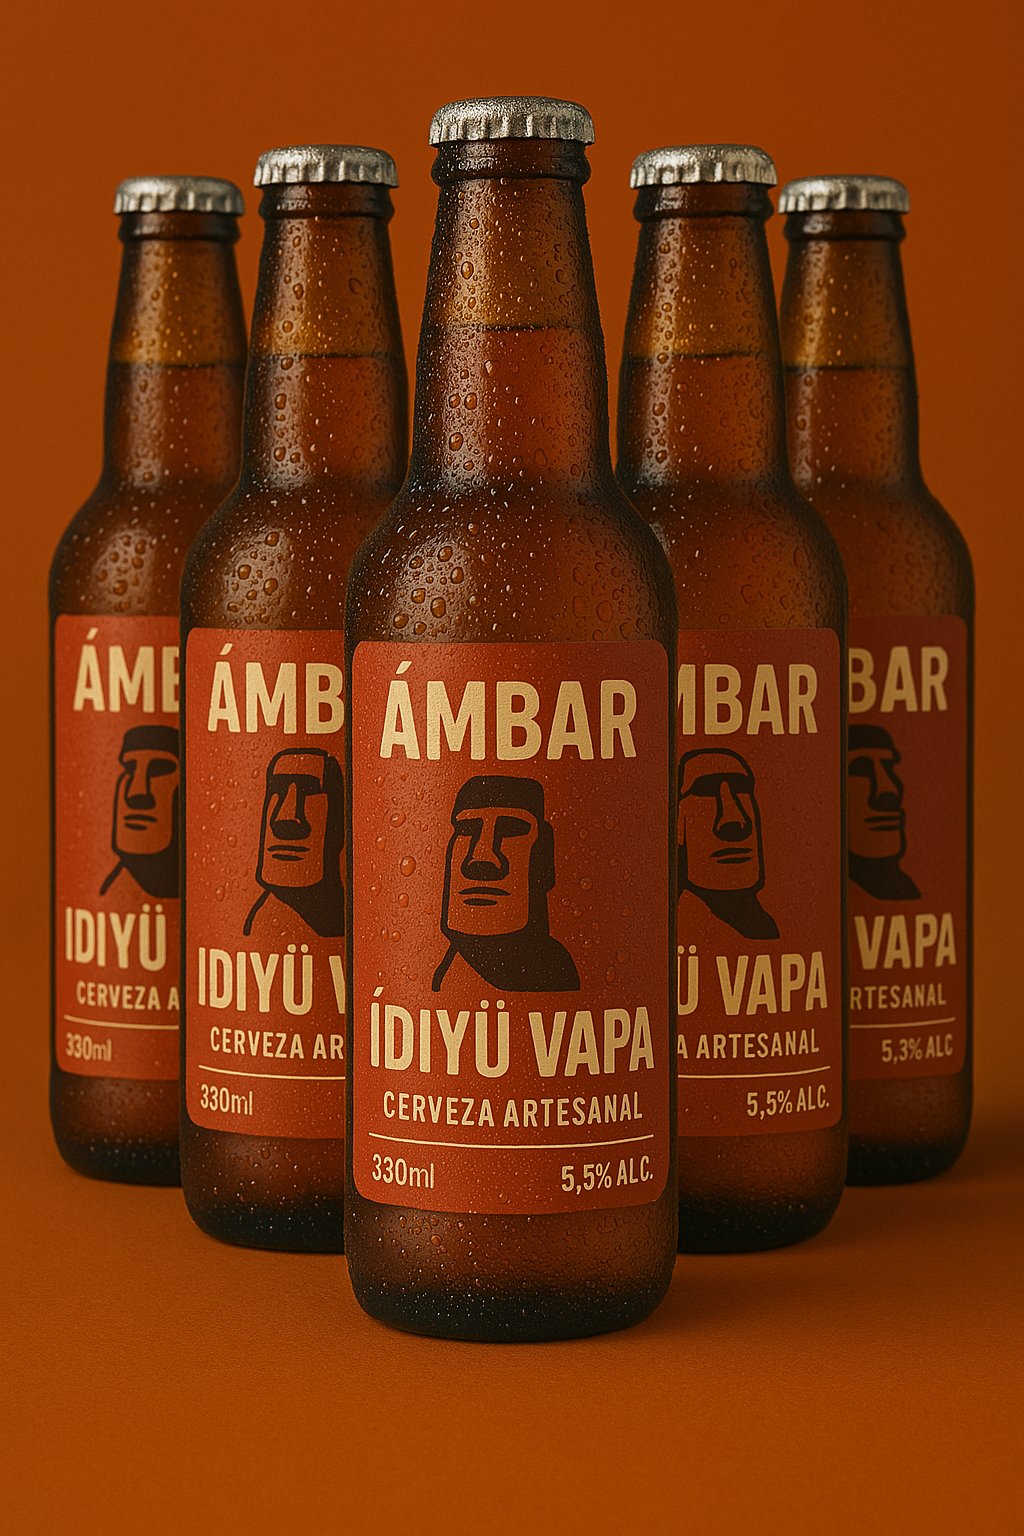 ÁMB
IDIYÜ
CERVEZA A
330ml
ÁMB
IDIYÜ V
CERVEZA AR
330ml
ÁMBAR
ÍDIYÜ VAPA
CERVEZA ARTESANAL
330ml 5,5% ALC.
MBAR
Ü VAPA
A ARTESANAL
5,5% ALC.
BAR
VAPA
RTESANAL
5,3% ALC